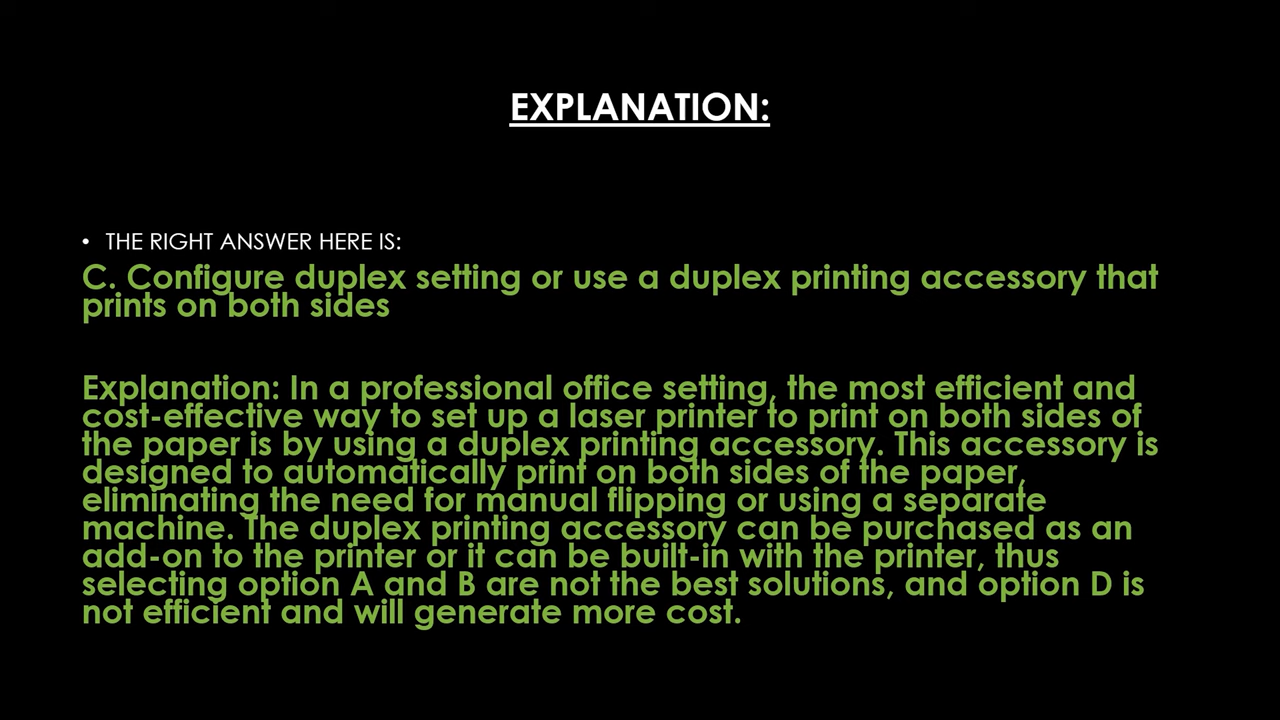 EXPLANATION:
• THE RIGHT ANSWER HERE IS:
C. Configure duplex setting or use a duplex printing accessory that
prints on both sides
Explanation: In a professional office setting, the most efficient and
cost-effective way to set up a laser printer to print on both sides of
the paper is by using a duplex printing accessory. This accessory is
designed to automatically print on both sides of the paper,
eliminating the need for manual flipping or using a separate
machine. The duplex printing accessory can be purchased as an
add-on to the printer or it can be built-in with the printer, thus
selecting option A and B are not the best solutions, and option D is
not efficient and will generate more cost.